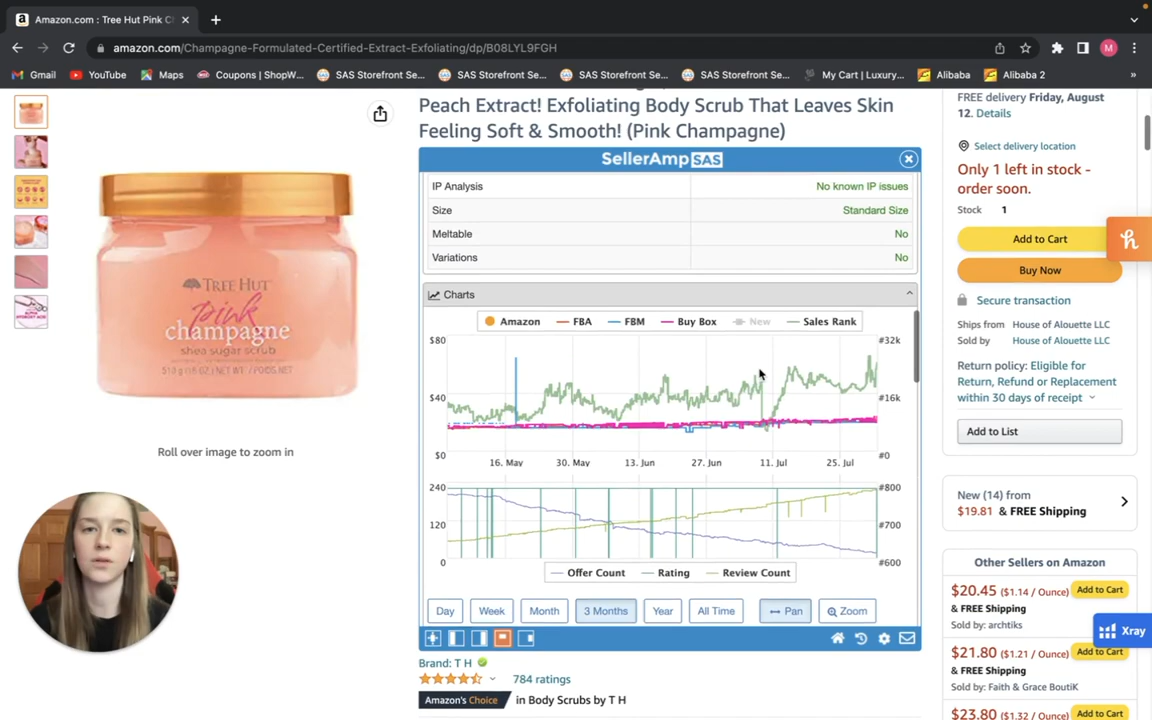 Amazon.com : Tree Hut Pink C
amazon.com/Champagne-Formulated-Certified-Extract-Exfoliating/dp/B08LYL9FGH
M
Gmail
YouTube
Maps
Coupons | ShopW...
SAS Storefront Se...
SAS Storefront Se...
SAS Storefront Se...
SAS Storefront Se...
My Cart | Luxury...
Alibaba
Alibaba 2
»
Peach Extract! Exfoliating Body Scrub That Leaves Skin
Feeling Soft & Smooth! (Pink Champagne)
SellerAmp SAS
IP Analysis
No known IP issues
Size
Standard Size
Meltable
No
Variations
No
Charts
Amazon
FBA
FBM
Buy Box
New
Sales Rank
$80
$40
$0
#32k
#16k
#0
16. May
30. May
13. Jun
27. Jun
11. Jul
25. Jul
240
120
0
#800
#700
#600
Offer Count
Rating
Review Count
Day
Week
Month
3 Months
Year
All Time
Pan
Zoom
Brand: T H
784 ratings
Amazon's Choice
in Body Scrubs by T H
TREE HUT
pink
champagne
shea sugar scrub
Roll over image to zoom in
FREE delivery Friday, August
12. Details
Select delivery location
Only 1 left in stock -
order soon.
Stock 1
Add to Cart
Buy Now
Secure transaction
Ships from House of Alouette LLC
Sold by House of Alouette LLC
Return policy: Eligible for
Return, Refund or Replacement
within 30 days of receipt
Add to List
New (14) from
$19.81 & FREE Shipping
Other Sellers on Amazon
$20.45 ($1.14 / Ounce)
Add to Cart
& FREE Shipping
Sold by: archtiks
$21.80 ($1.21 / Ounce)
Add to Cart
& FREE Shipping
Sold by: Faith & Grace BoutiK
$23.80 ($1.32 / Ounce)
Add to Cart
h
Xray